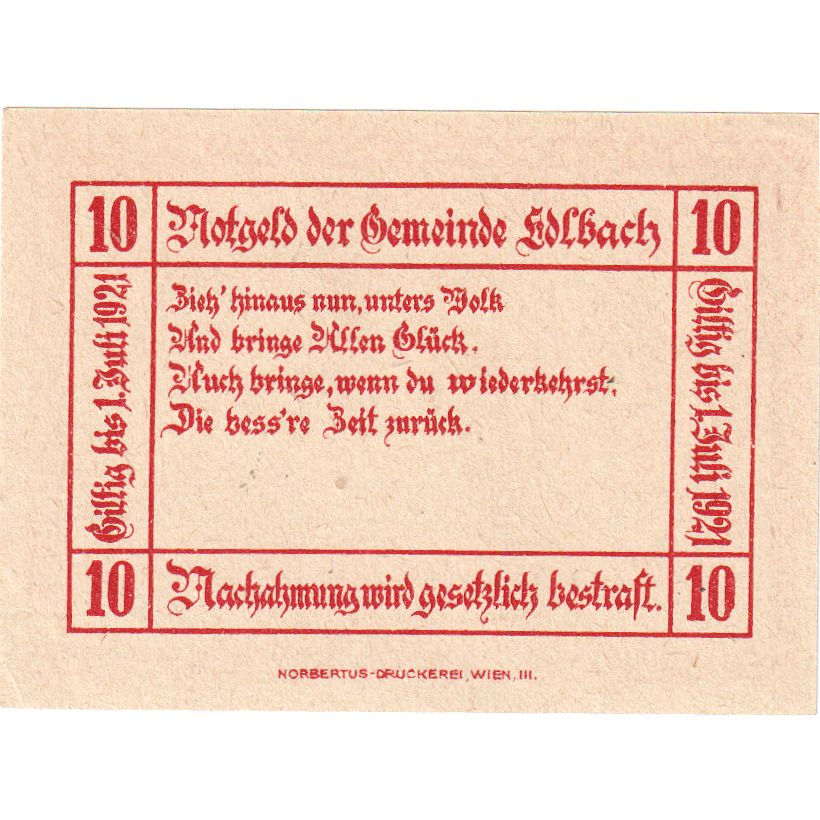 10 Notgeld der Gemeinde Edlbach 10
Giltig bis 1. Juli 1921
Zieh' hinaus nun, unters Volk
Und bringe Allen Glück.
Auch bringe, wenn du wiederkehrst,
Die bess're Zeit zurück.
Giltig bis 1. Juli 1921
10 Nachahmung wird gesetzlich bestraft. 10
NORBERTUS-DRUCKEREI, WIEN, III.